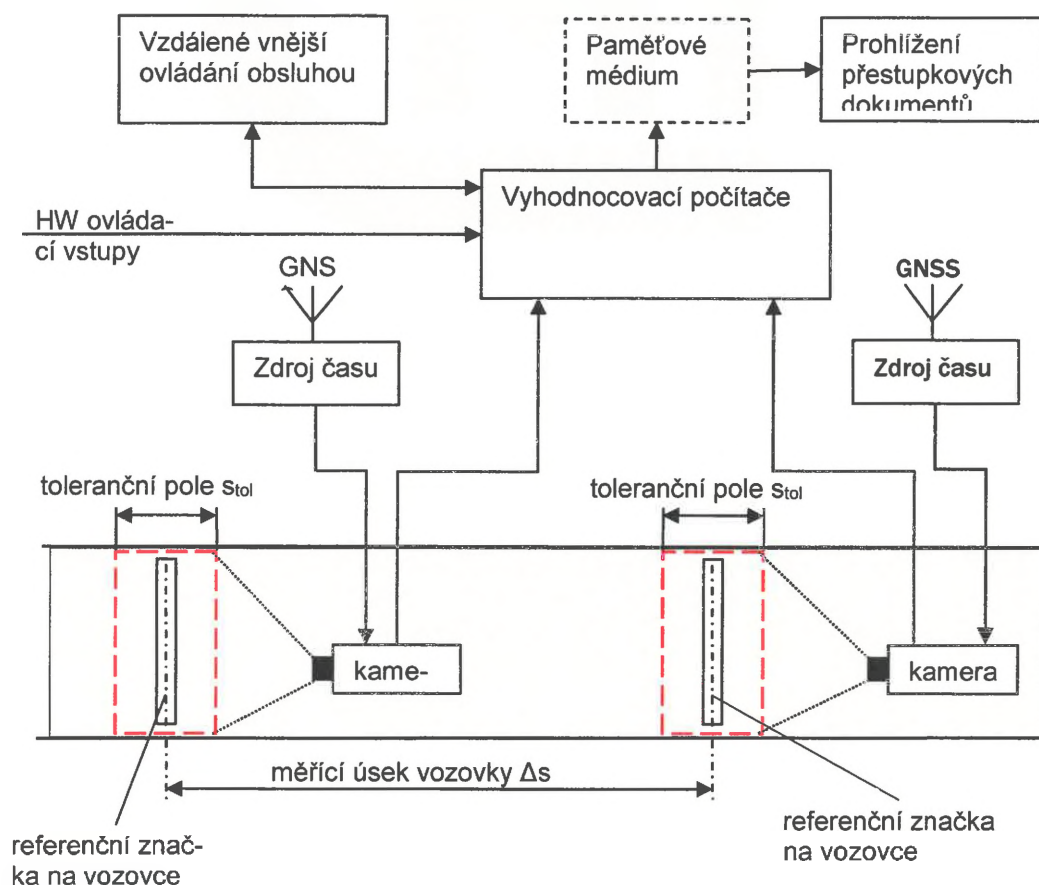 Vzdálené vnější
ovládání obsluhou
Paměťové
médium
Prohlížení
přestupkových
dokumentů
Vyhodnocovací počítače
HW ovláda-
cí vstupy
GNS
GNSS
Zdroj času
Zdroj času
toleranční pole stol
toleranční pole stol
kame-
kamera
měřící úsek vozovky Δs
referenční znač-
ka na vozovce
referenční značka
na vozovce